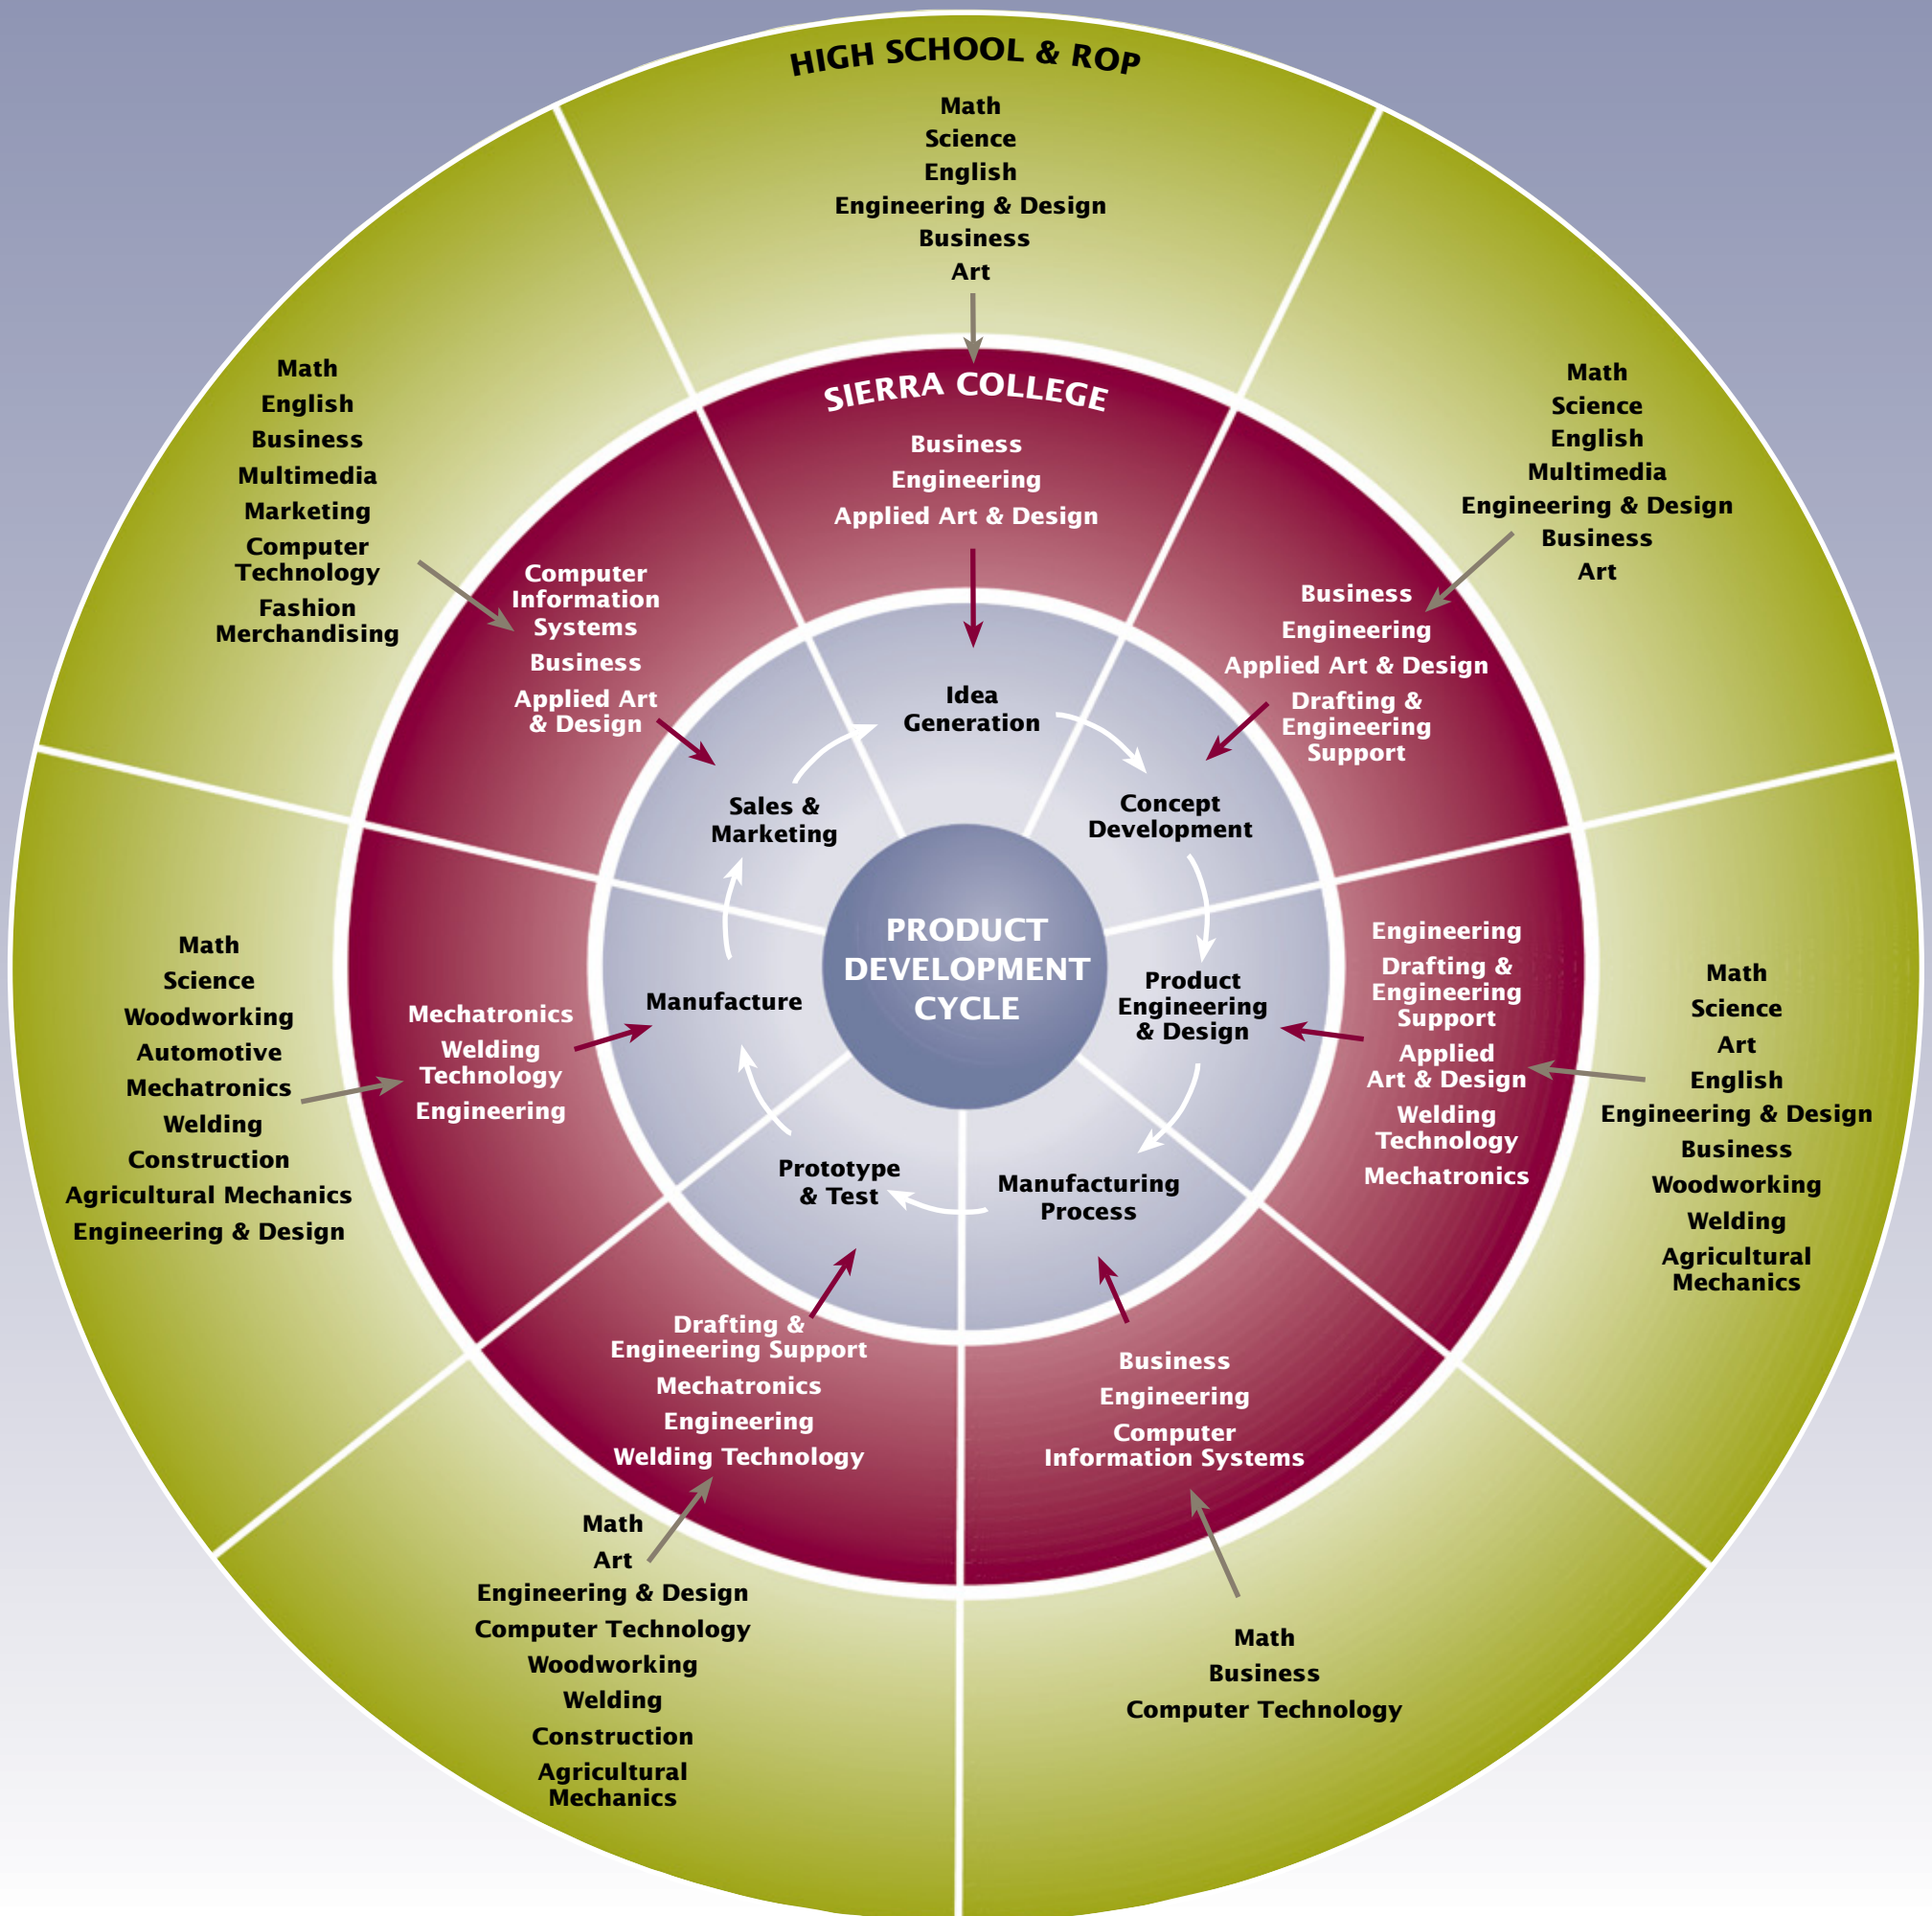 HIGH SCHOOL & ROP
Math
Science
English
Engineering & Design
Business
Art
SIERRA COLLEGE
Business
Engineering
Applied Art & Design
Idea
Generation
Math
Science
English
Multimedia
Engineering & Design
Business
Art
Business
Engineering
Applied Art & Design
Drafting &
Engineering
Support
Concept
Development
Math
Science
Art
English
Engineering & Design
Business
Woodworking
Welding
Agricultural
Mechanics
Engineering
Drafting &
Engineering
Support
Applied
Art & Design
Welding
Technology
Mechatronics
Product
Engineering
& Design
Math
Business
Computer Technology
Business
Engineering
Computer
Information Systems
Manufacturing
Process
Math
Art
Engineering & Design
Computer Technology
Woodworking
Welding
Construction
Agricultural
Mechanics
Drafting &
Engineering Support
Mechatronics
Engineering
Welding Technology
Prototype
& Test
Math
Science
Woodworking
Automotive
Mechatronics
Welding
Construction
Agricultural Mechanics
Engineering & Design
Mechatronics
Welding
Technology
Engineering
Manufacture
Math
English
Business
Multimedia
Marketing
Computer
Technology
Fashion
Merchandising
Computer
Information
Systems
Business
Applied Art
& Design
Sales &
Marketing
PRODUCT
DEVELOPMENT
CYCLE